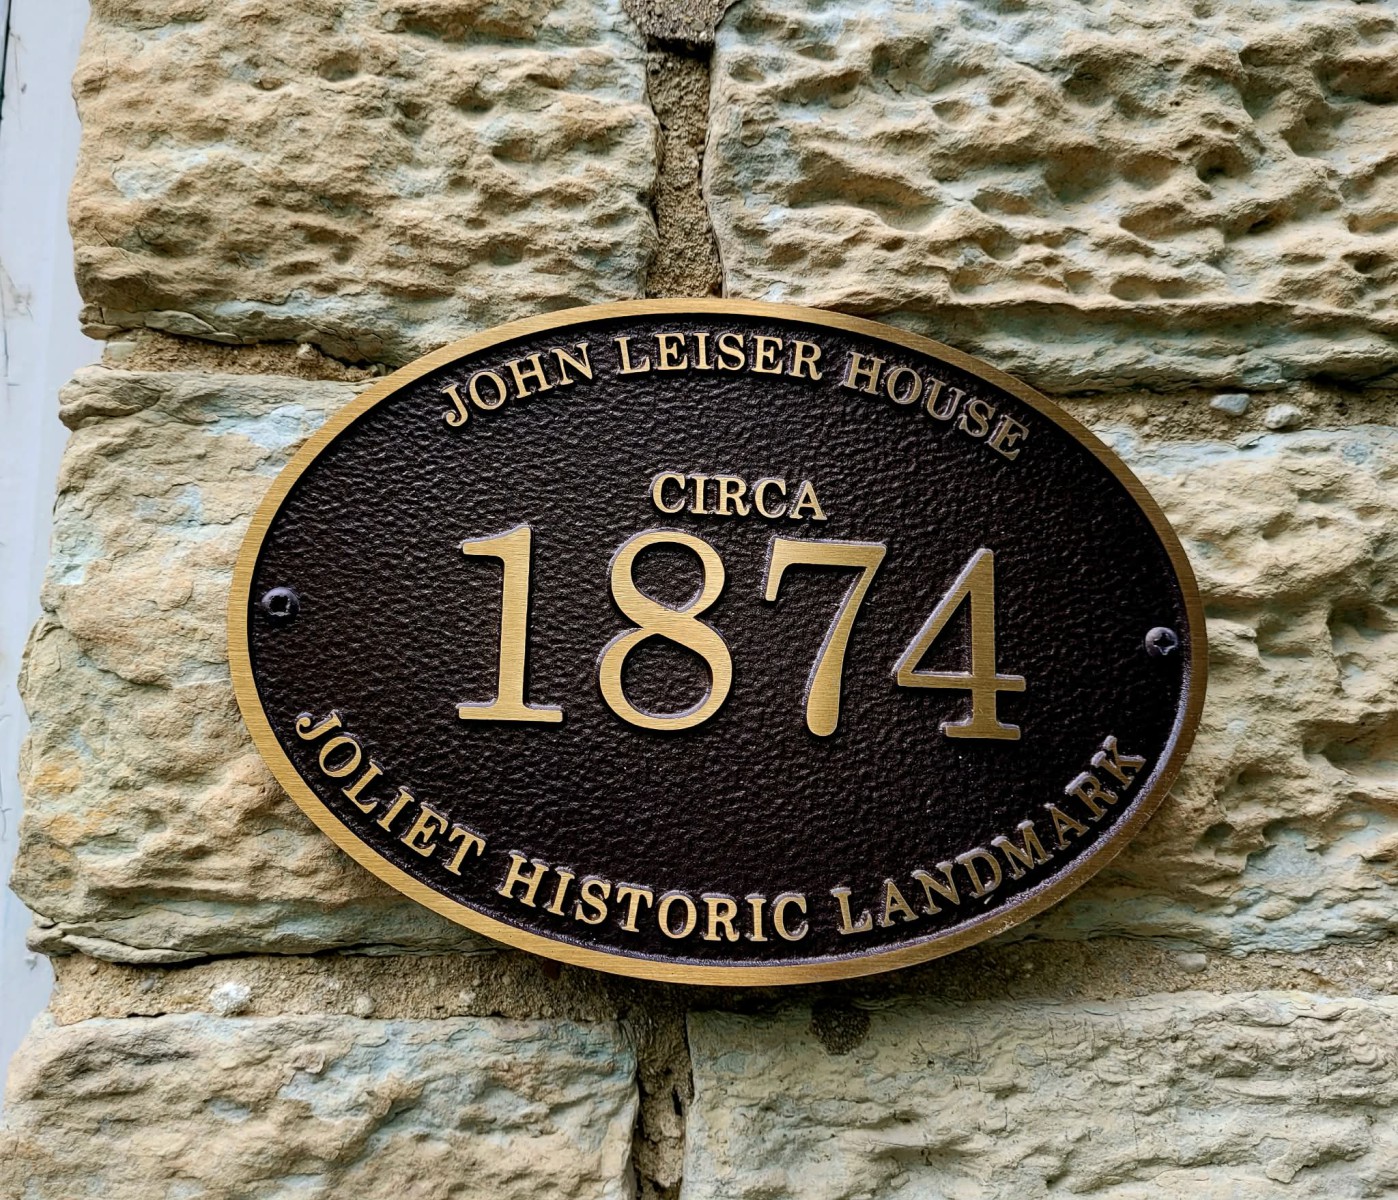 JOHN LEISER HOUSE
CIRCA
1874
JOLIET HISTORIC LANDMARK